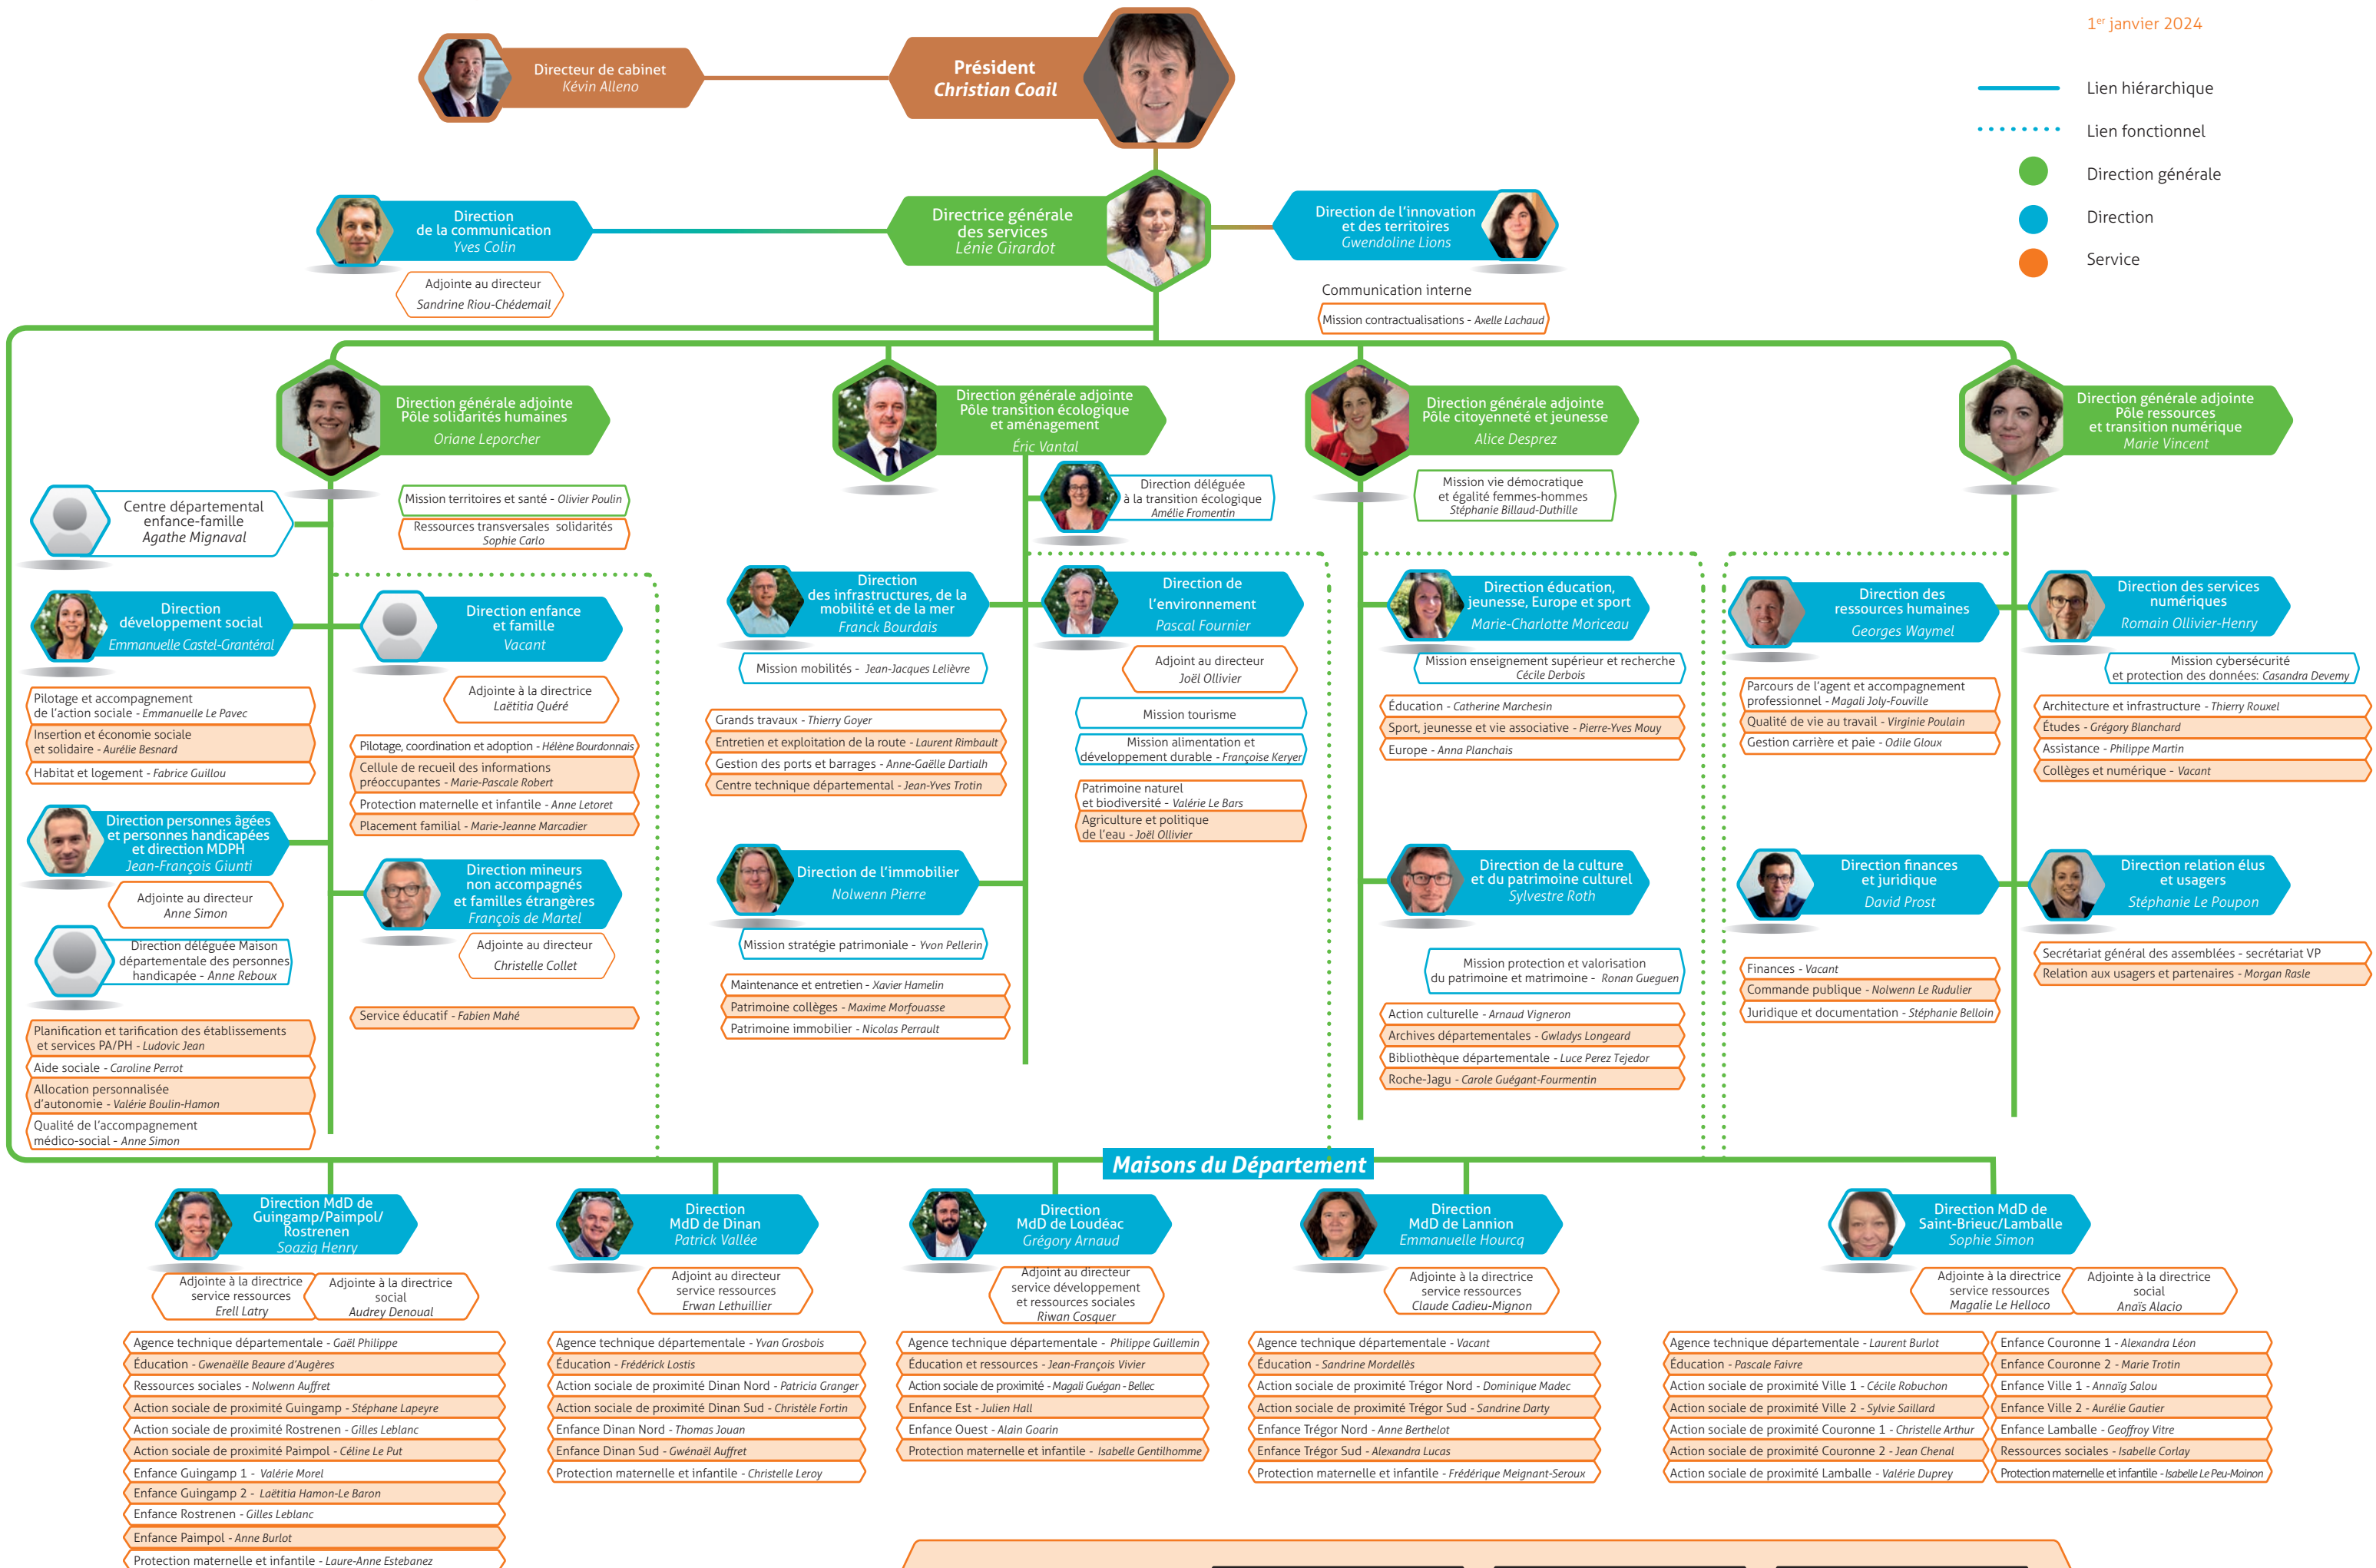 1er janvier 2024
Lien hiérarchique
Lien fonctionnel
Direction générale
Direction
Service
Directeur de cabinet
Kévin Alleno
Président
Christian Coail
Direction
de la communication
Yves Colin
Adjointe au directeur
Sandrine Riou-Chédemail
Directrice générale
des services
Lénie Girardot
Direction de l'innovation
et des territoires
Gwendoline Lions
Communication interne
Mission contractualisations - Axelle Lachaud
Direction générale adjointe
Pôle solidarités humaines
Oriane Leporcher
Mission territoires et santé - Olivier Poulin
Ressources transversales solidarités
Sophie Carlo
Centre départemental
enfance-famille
Agathe Mignaval
Direction
développement social
Emmanuelle Castel-Grantéral
Pilotage et accompagnement
de l'action sociale - Emmanuelle Le Pavec
Insertion et économie sociale
et solidaire - Aurélie Besnard
Habitat et logement - Fabrice Guillou
Direction personnes âgées
et personnes handicapées
et direction MDPH
Jean-François Giunti
Adjointe au directeur
Anne Simon
Direction déléguée Maison
départementale des personnes
handicapée - Anne Reboux
Planification et tarification des établissements
et services PA/PH - Ludovic Jean
Aide sociale - Caroline Perrot
Allocation personnalisée
d'autonomie - Valérie Boulin-Hamon
Qualité de l'accompagnement
médico-social - Anne Simon
Direction enfance
et famille
Vacant
Adjointe à la directrice
Laëtitia Quéré
Pilotage, coordination et adoption - Hélène Bourdonnais
Cellule de recueil des informations
préoccupantes - Marie-Pascale Robert
Protection maternelle et infantile - Anne Letoret
Placement familial - Marie-Jeanne Marcadier
Direction mineurs
non accompagnés
et familles étrangères
François de Martel
Adjointe au directeur
Christelle Collet
Service éducatif - Fabien Mahé
Direction générale adjointe
Pôle transition écologique
et aménagement
Éric Vantal
Direction déléguée
à la transition écologique
Amélie Fromentin
Direction
des infrastructures, de la
mobilité et de la mer
Franck Bourdais
Mission mobilités - Jean-Jacques Lelièvre
Grands travaux - Thierry Goyer
Entretien et exploitation de la route - Laurent Rimbault
Gestion des ports et barrages - Anne-Gaëlle Dartialh
Centre technique départemental - Jean-Yves Trotin
Direction de
l'environnement
Pascal Fournier
Adjoint au directeur
Joël Ollivier
Mission tourisme
Mission alimentation et
développement durable - Françoise Keryer
Patrimoine naturel
et biodiversité - Valérie Le Bars
Agriculture et politique
de l'eau - Joël Ollivier
Direction de l'immobilier
Nolwenn Pierre
Mission stratégie patrimoniale - Yvon Pellerin
Maintenance et entretien - Xavier Hamelin
Patrimoine collèges - Maxime Morfouasse
Patrimoine immobilier - Nicolas Perrault
Direction générale adjointe
Pôle citoyenneté et jeunesse
Alice Desprez
Mission vie démocratique
et égalité femmes-hommes
Stéphanie Billaud-Duthille
Direction éducation,
jeunesse, Europe et sport
Marie-Charlotte Moriceau
Mission enseignement supérieur et recherche
Cécile Derbois
Éducation - Catherine Marchesin
Sport, jeunesse et vie associative - Pierre-Yves Mouy
Europe - Anna Planchais
Direction de la culture
et du patrimoine culturel
Sylvestre Roth
Mission protection et valorisation
du patrimoine et matrimoine - Ronan Gueguen
Action culturelle - Arnaud Vigneron
Archives départementales - Gwladys Longeard
Bibliothèque départementale - Luce Perez Tejedor
Roche-Jagu - Carole Guégant-Fourmentin
Direction générale adjointe
Pôle ressources
et transition numérique
Marie Vincent
Direction des
ressources humaines
Georges Waymel
Parcours de l'agent et accompagnement
professionnel - Magali Joly-Fouville
Qualité de vie au travail - Virginie Poulain
Gestion carrière et paie - Odile Gloux
Direction des services
numériques
Romain Ollivier-Henry
Mission cybersécurité
et protection des données: Casandra Devemy
Architecture et infrastructure - Thierry Rouxel
Études - Grégory Blanchard
Assistance - Philippe Martin
Collèges et numérique - Vacant
Direction finances
et juridique
David Prost
Finances - Vacant
Commande publique - Nolwenn Le Rudulier
Juridique et documentation - Stéphanie Belloin
Direction relation élus
et usagers
Stéphanie Le Poupon
Secrétariat général des assemblées - secrétariat VP
Relation aux usagers et partenaires - Morgan Rasle
Maisons du Département
Direction MdD de
Guingamp/Paimpol/
Rostrenen
Soazig Henry
Adjointe à la directrice
service ressources
Erell Latry
Adjointe à la directrice
social
Audrey Denoual
Agence technique départementale - Gaël Philippe
Éducation - Gwenaëlle Beaure d'Augères
Ressources sociales - Nolwenn Auffret
Action sociale de proximité Guingamp - Stéphane Lapeyre
Action sociale de proximité Rostrenen - Gilles Leblanc
Action sociale de proximité Paimpol - Céline Le Put
Enfance Guingamp 1 - Valérie Morel
Enfance Guingamp 2 - Laëtitia Hamon-Le Baron
Enfance Rostrenen - Gilles Leblanc
Enfance Paimpol - Anne Burlot
Protection maternelle et infantile - Laure-Anne Estebanez
Direction
MdD de Dinan
Patrick Vallée
Adjoint au directeur
service ressources
Erwan Lethuillier
Agence technique départementale - Yvan Grosbois
Éducation - Frédérick Lostis
Action sociale de proximité Dinan Nord - Patricia Granger
Action sociale de proximité Dinan Sud - Christèle Fortin
Enfance Dinan Nord - Thomas Jouan
Enfance Dinan Sud - Gwénaël Auffret
Protection maternelle et infantile - Christelle Leroy
Direction
MdD de Loudéac
Grégory Arnaud
Adjoint au directeur
service développement
et ressources sociales
Riwan Cosquer
Agence technique départementale - Philippe Guillemin
Éducation et ressources - Jean-François Vivier
Action sociale de proximité - Magali Guégan - Bellec
Enfance Est - Julien Hall
Enfance Ouest - Alain Goarin
Protection maternelle et infantile - Isabelle Gentilhomme
Direction
MdD de Lannion
Emmanuelle Hourcq
Adjointe à la directrice
service ressources
Claude Cadieu-Mignon
Agence technique départementale - Vacant
Éducation - Sandrine Mordellès
Action sociale de proximité Trégor Nord - Dominique Madec
Action sociale de proximité Trégor Sud - Sandrine Darty
Enfance Trégor Nord - Anne Berthelot
Enfance Trégor Sud - Alexandra Lucas
Protection maternelle et infantile - Frédérique Meignant-Seroux
Direction MdD de
Saint-Brieuc/Lamballe
Sophie Simon
Adjointe à la directrice
service ressources
Magalie Le Helloco
Adjointe à la directrice
social
Anaïs Alacio
Agence technique départementale - Laurent Burlot
Éducation - Pascale Faivre
Action sociale de proximité Ville 1 - Cécile Robuchon
Action sociale de proximité Ville 2 - Sylvie Saillard
Action sociale de proximité Couronne 1 - Christelle Arthur
Action sociale de proximité Couronne 2 - Jean Chenal
Action sociale de proximité Lamballe - Valérie Duprey
Enfance Couronne 1 - Alexandra Léon
Enfance Couronne 2 - Marie Trotin
Enfance Ville 1 - Annaïg Salou
Enfance Ville 2 - Aurélie Gautier
Enfance Lamballe - Geoffroy Vitre
Ressources sociales - Isabelle Corlay
Protection maternelle et infantile - Isabelle Le Peu-Moinon